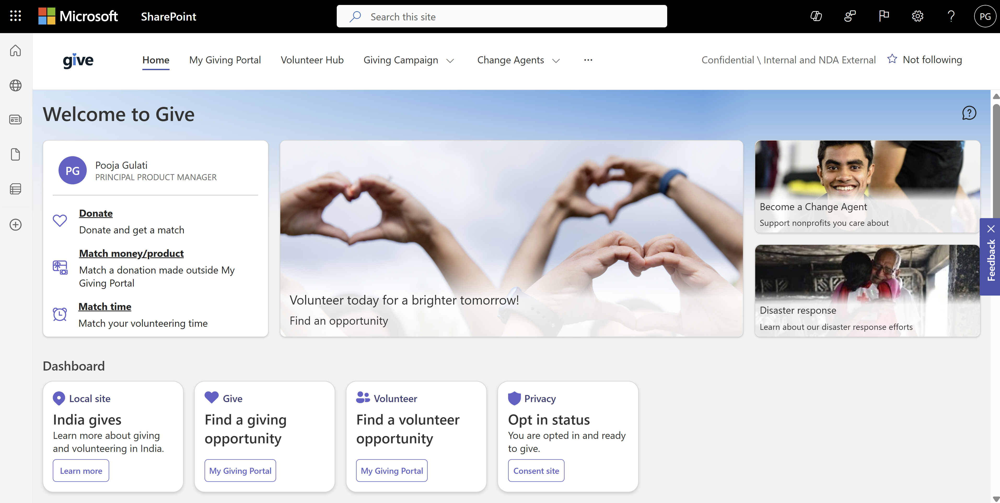 Microsoft SharePoint Search this site PG
give Home My Giving Portal Volunteer Hub Giving Campaign Change Agents ... Confidential \ Internal and NDA External Not following
Welcome to Give
PG
Pooja Gulati
PRINCIPAL PRODUCT MANAGER
Donate
Donate and get a match
Match money/product
Match a donation made outside My
Giving Portal
Match time
Match your volunteering time
Volunteer today for a brighter tomorrow!
Find an opportunity
Become a Change Agent
Support nonprofits you care about
Disaster response
Learn about our disaster response efforts
Feedback
Dashboard
Local site
India gives
Learn more about giving
and volunteering in India.
Learn more
Give
Find a giving
opportunity
My Giving Portal
Volunteer
Find a volunteer
opportunity
My Giving Portal
Privacy
Opt in status
You are opted in and ready
to give.
Consent site